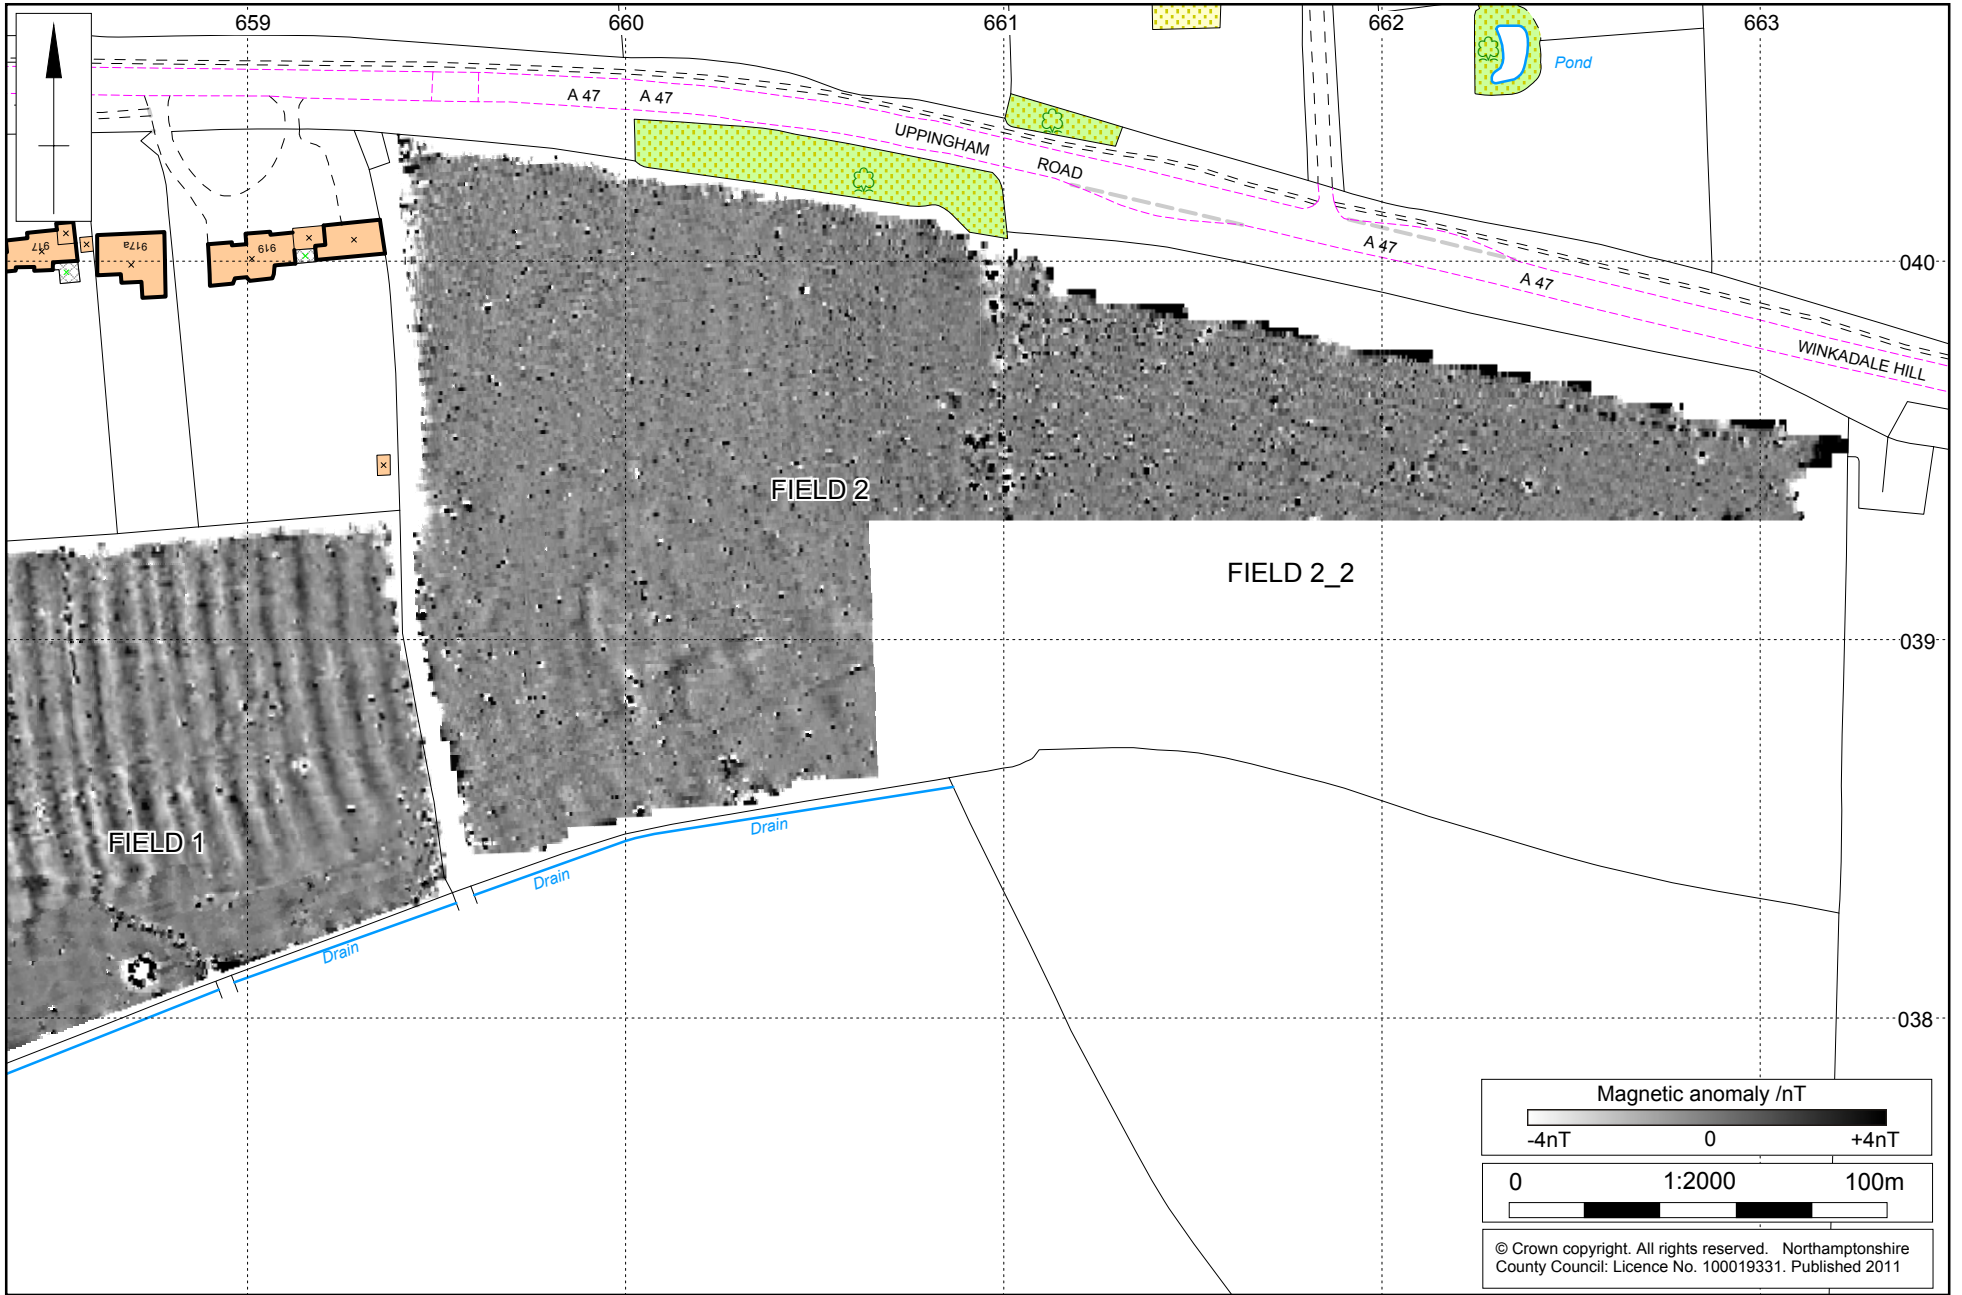 659
660
661
662
663
Pond
A 47
A 47
UPPINGHAM
ROAD
917
917a
919
A 47
040
A 47
WINKADALE HILL
FIELD 2
FIELD 2_2
039
FIELD 1
Drain
Drain
Drain
038
Magnetic anomaly /nT
-4nT 0 +4nT
0 1:2000 100m
© Crown copyright. All rights reserved. Northamptonshire
County Council: Licence No. 100019331. Published 2011